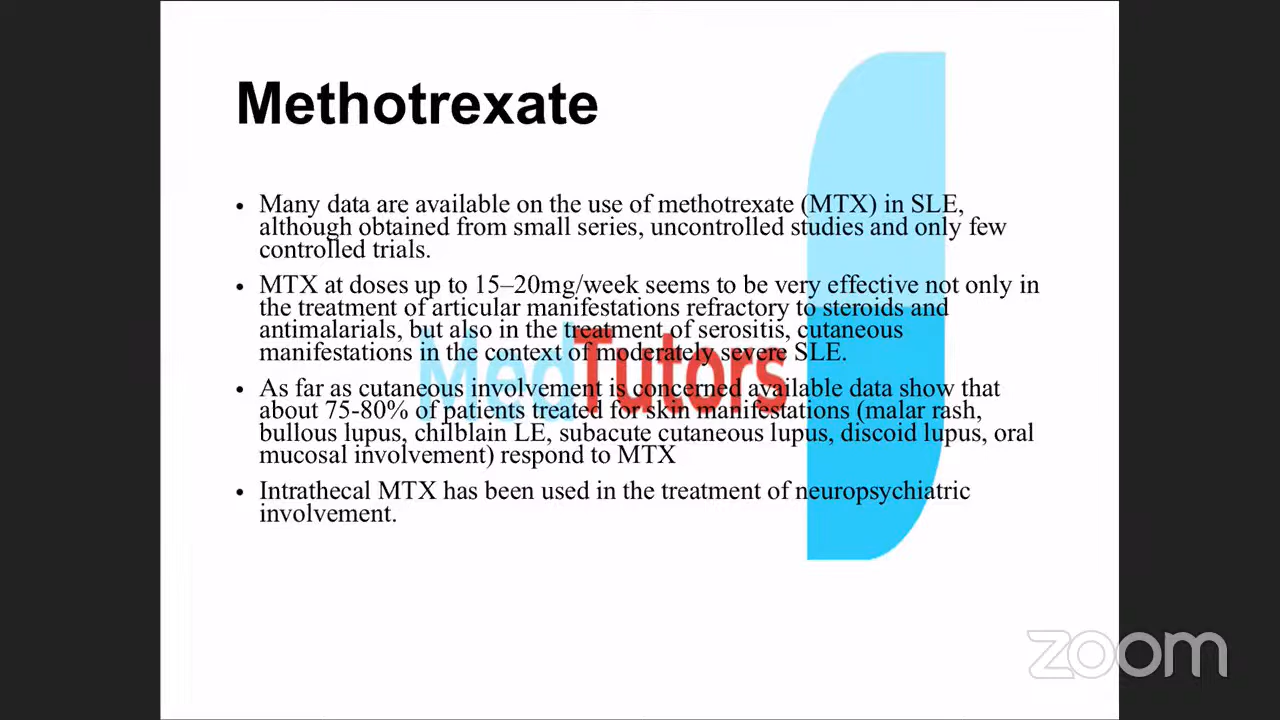 Methotrexate
• Many data are available on the use of methotrexate (MTX) in SLE,
although obtained from small series, uncontrolled studies and only few
controlled trials.
• MTX at doses up to 15–20mg/week seems to be very effective not only in
the treatment of articular manifestations refractory to steroids and
antimalarials, but also in the treatment of serositis, cutaneous
manifestations in the context of moderately severe SLE.
• As far as cutaneous involvement is concerned available data show that
about 75-80% of patients treated for skin manifestations (malar rash,
bullous lupus, chilblain LE, subacute cutaneous lupus, discoid lupus, oral
mucosal involvement) respond to MTX
• Intrathecal MTX has been used in the treatment of neuropsychiatric
involvement.
MedTutors
zoom